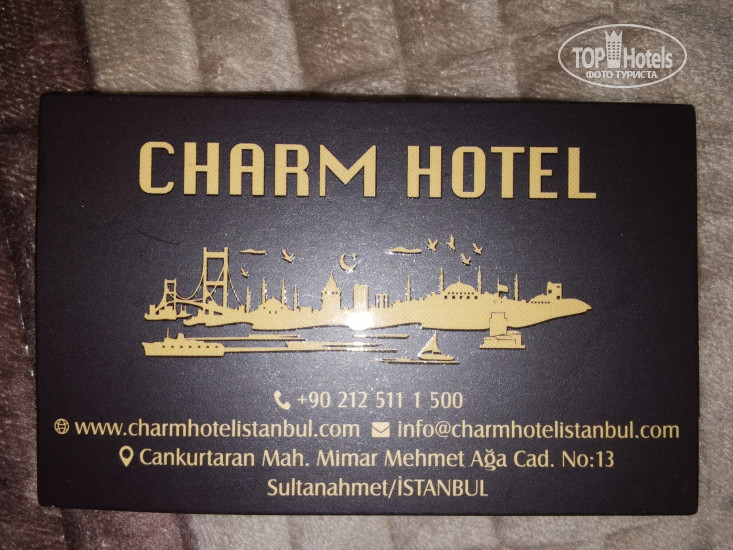 TOP Hotels
ФОТО ТУРИСТА
CHARM HOTEL
+90 212 511 1 500
www.charmhotelistanbul.com info@charmhotelistanbul.com
Cankurtaran Mah. Mimar Mehmet Ağa Cad. No:13
Sultanahmet/İSTANBUL